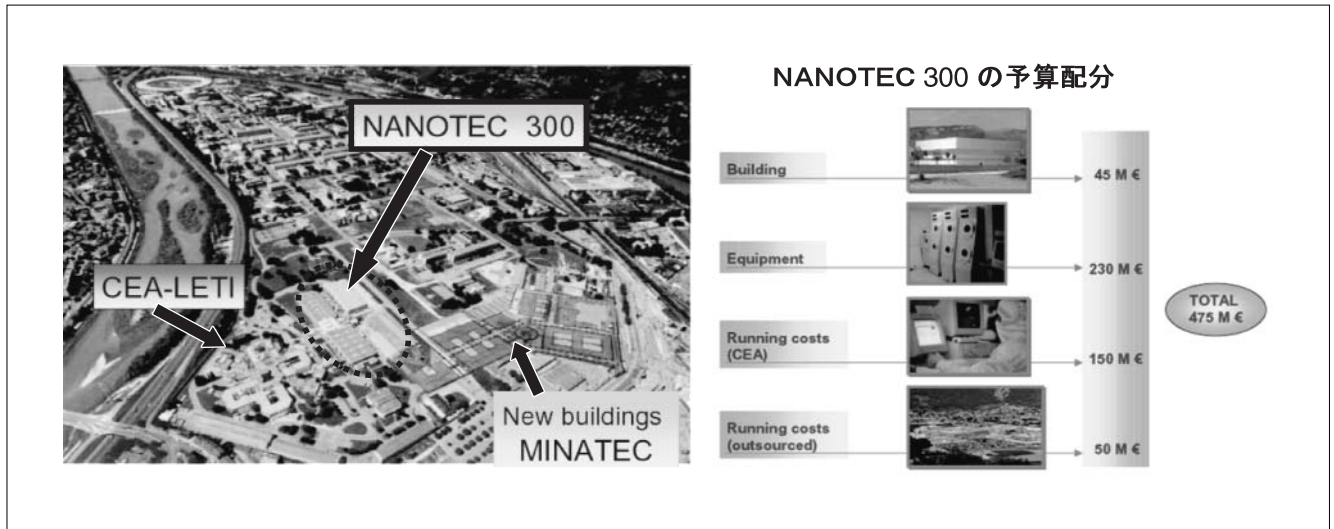 NANOTEC 300
CEA-LETI
New buildings
MINATEC
NANOTEC 300 の予算配分
Building
45 M €
Equipment
230 M €
Running costs
(CEA)
150 M €
Running costs
(outsourced)
50 M €
TOTAL
475 M €